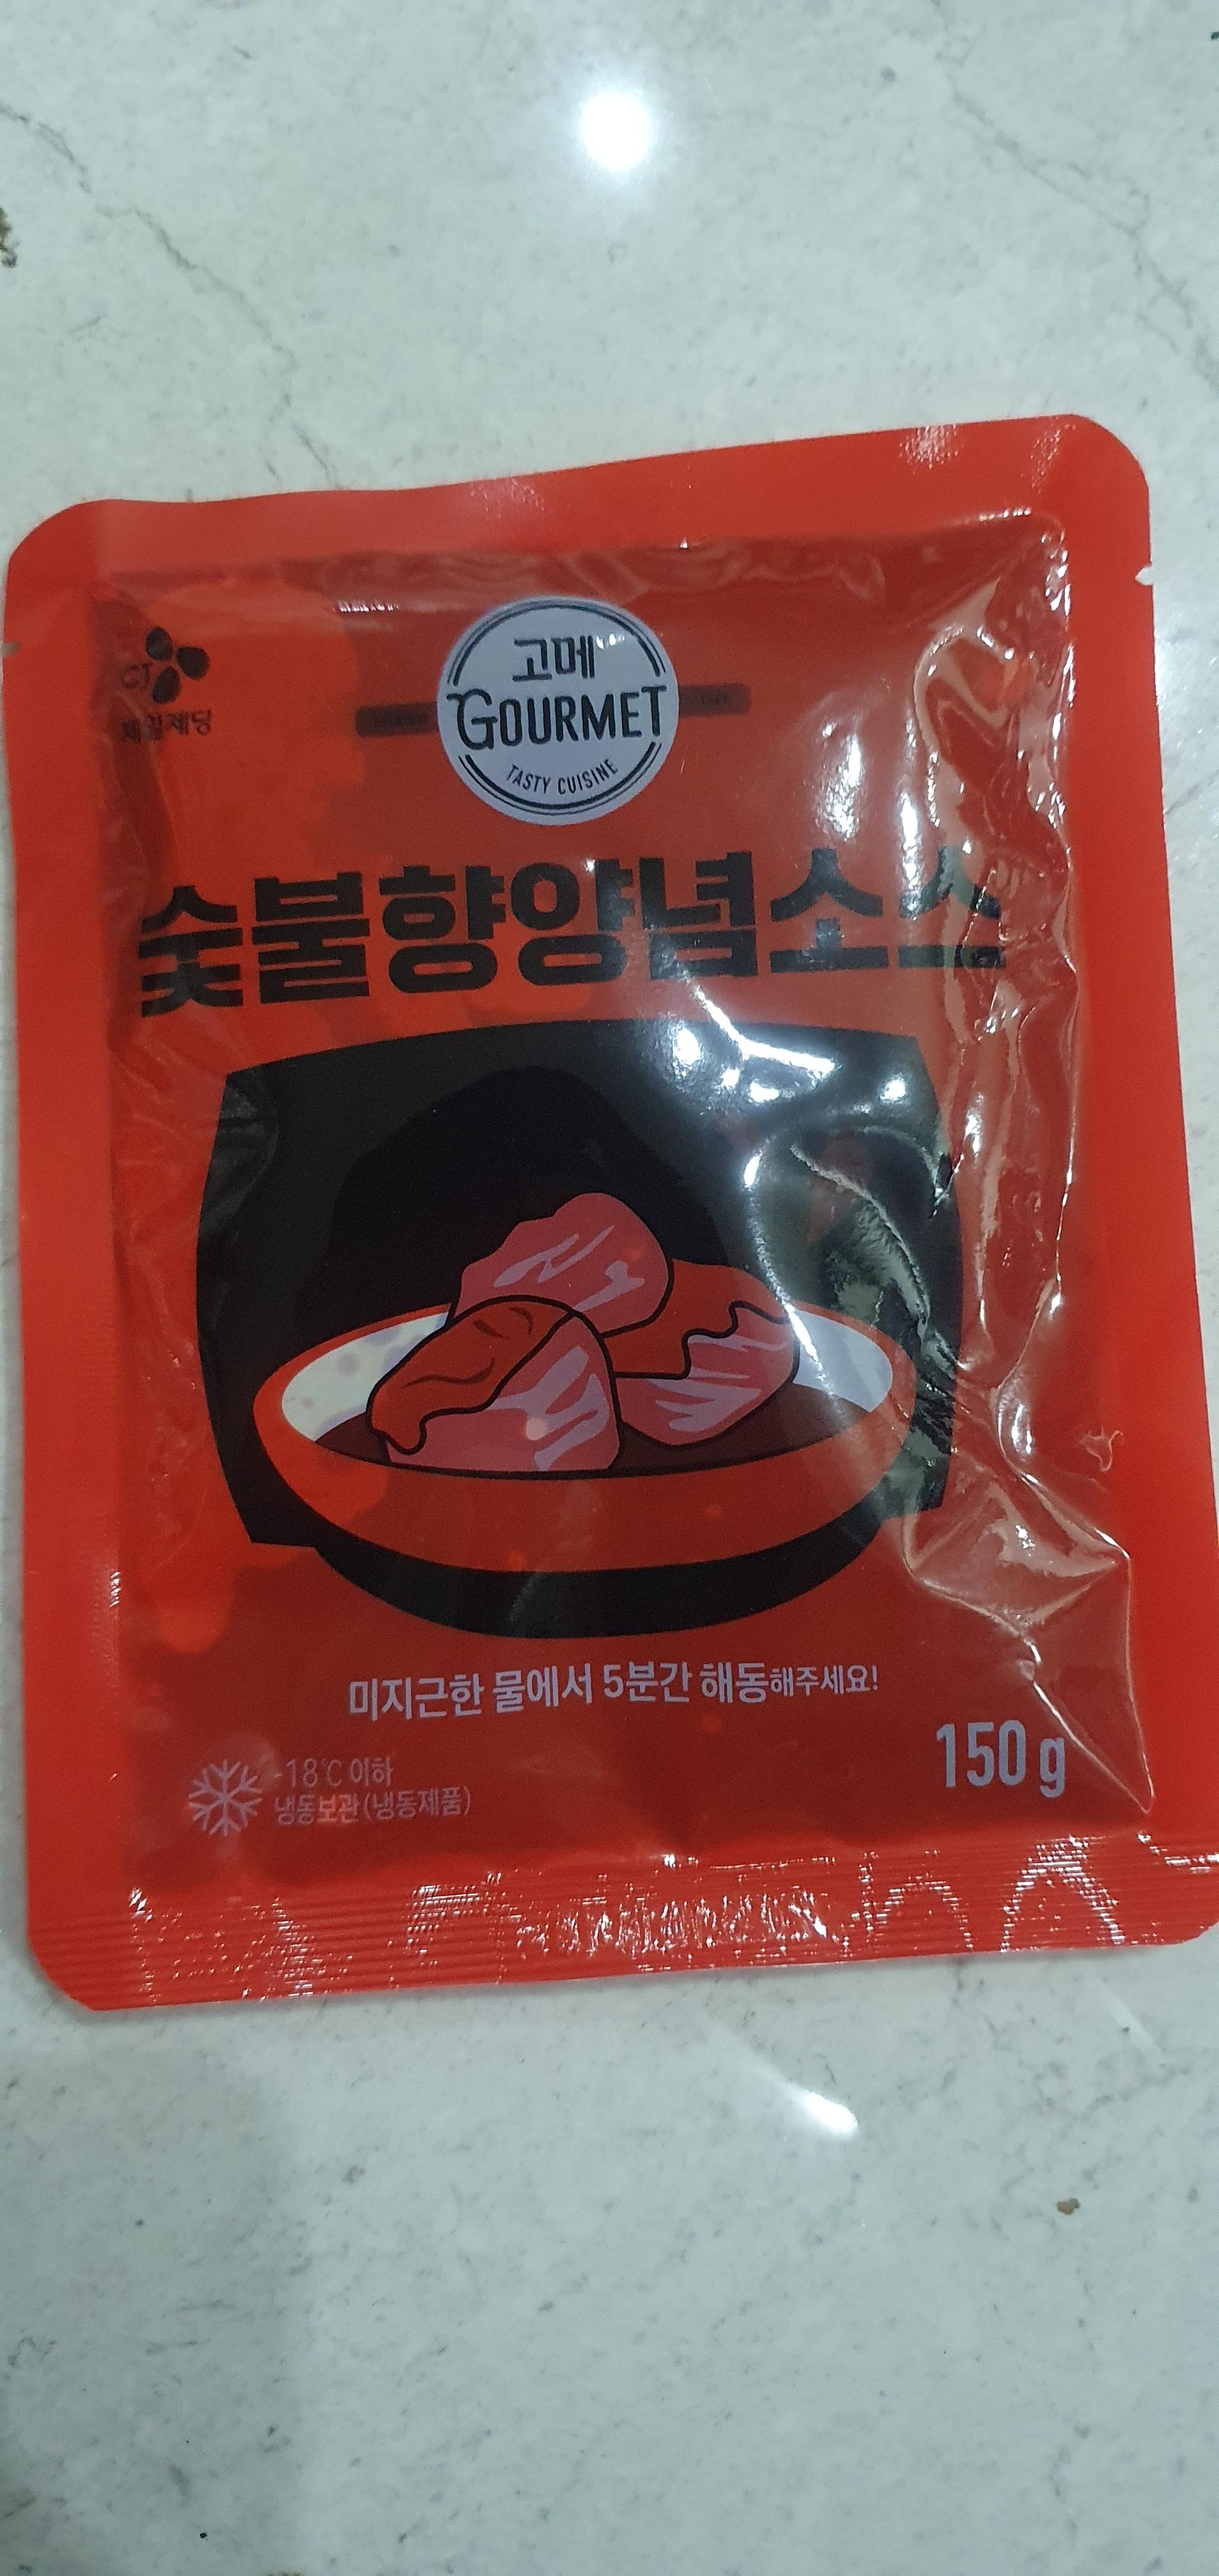 CJ
제일제당
고메
GOURMET
TASTY CUISINE
숯불향양념소스
미지근한 물에서 5분간 해동해주세요!
150 g
-18℃ 이하
냉동보관(냉동제품)